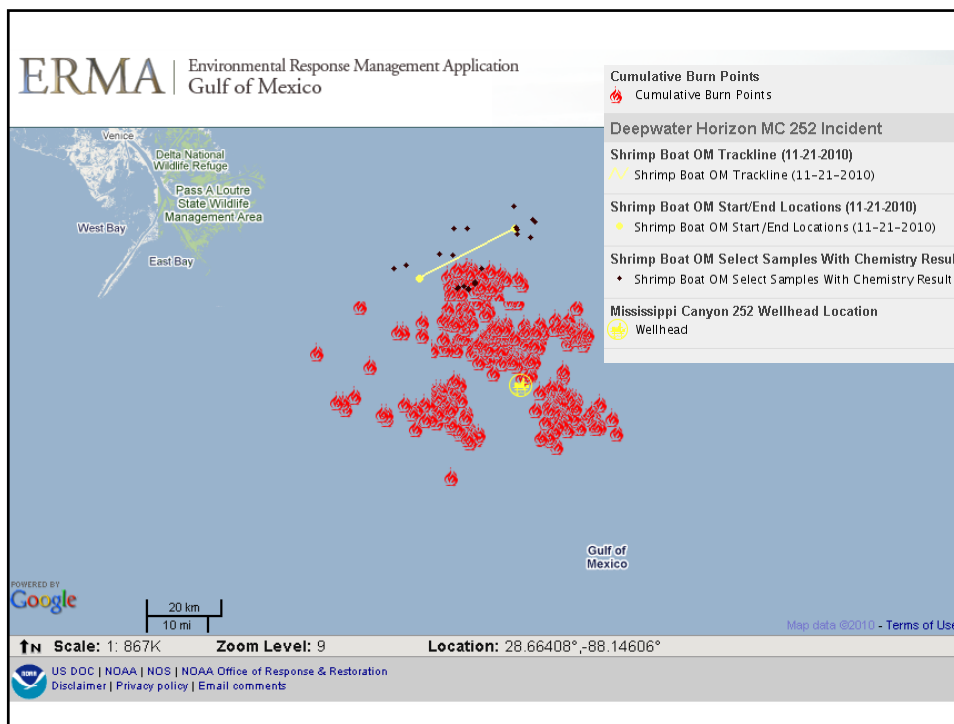 ERMA
Environmental Response Management Application
Gulf of Mexico
Cumulative Burn Points
Cumulative Burn Points
Deepwater Horizon MC 252 Incident
Shrimp Boat OM Trackline (11-21-2010)
Shrimp Boat OM Trackline (11-21-2010)
Shrimp Boat OM Start/End Locations (11-21-2010)
Shrimp Boat OM Start/End Locations (11-21-2010)
Shrimp Boat OM Select Samples With Chemistry Resul
Shrimp Boat OM Select Samples With Chemistry Result
Mississippi Canyon 252 Wellhead Location
Wellhead
Venice
Delta National
Wildlife Refuge
Pass A Loutre
State Wildlife
Management Area
West Bay
East Bay
Gulf of
Mexico
POWERED BY
Google
20 km
10 mi
Map data ©2010 - Terms of Use
N Scale: 1: 867K Zoom Level: 9 Location: 28.66408°,-88.14606°
NOAA
US DOC | NOAA | NOS | NOAA Office of Response & Restoration
Disclaimer | Privacy policy | Email comments